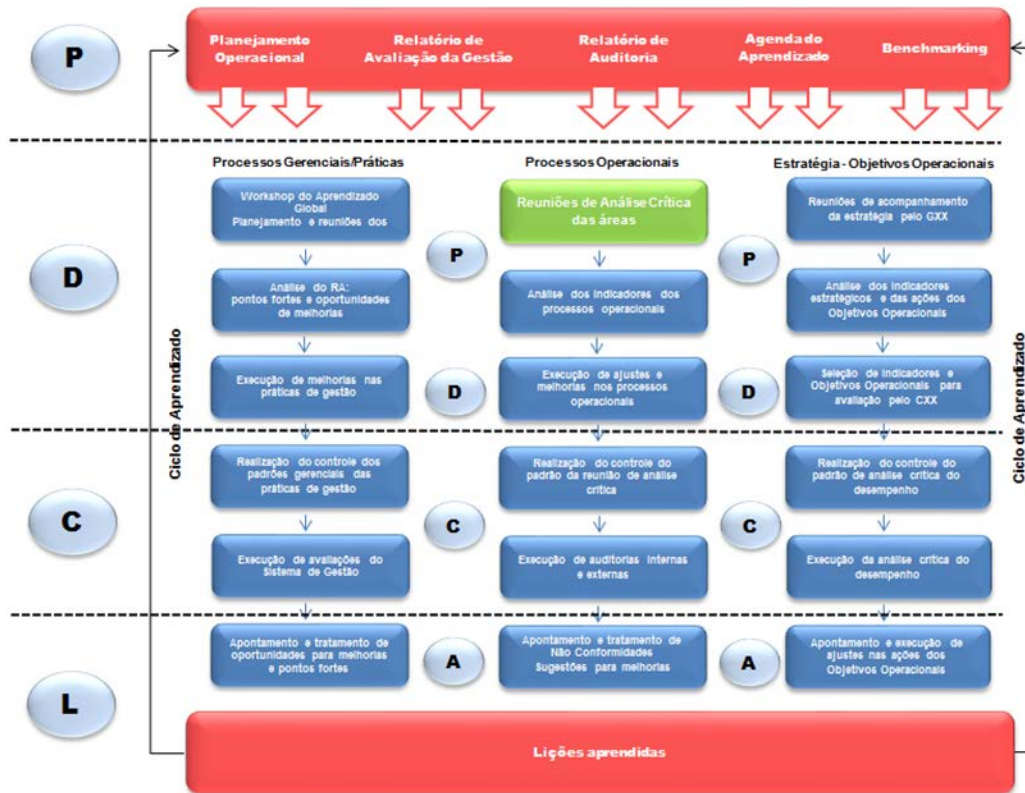 P
Planejamento
Operacional
Relatório de
Avaliação da Gestão
Relatório de
Auditoria
Agenda do
Aprendizado
Benchmarking
D
Processos Gerenciais/Práticas
Workshop do Aprendizado
Global
Planejamento e reuniões dos
Análise do RA:
pontos fortes e oportunidades
de melhorias
Execução de melhorias nas
práticas de gestão
P
D
Processos Operacionais
Reuniões de Análise Crítica
das áreas
Análise dos indicadores dos
processos operacionais
Execução de ajustes e
melhorias nos processos
operacionais
P
D
Estratégia - Objetivos Operacionais
Reuniões de acompanhamento
da estratégia pelo GXX
Análise dos indicadores
estratégicos e das ações dos
Objetivos Operacionais
Seleção de indicadores e
Objetivos Operacionais para
avaliação pelo CXX
Ciclo de Aprendizado
Ciclo de Aprendizado
C
Realização do controle dos
padrões gerenciais das
práticas de gestão
Execução de avaliações do
Sistema de Gestão
C
Realização do controle do
padrão da reunião de análise
crítica
Execução de auditorias internas
e externas
C
Realização do controle do
padrão de análise crítica do
desempenho
Execução da análise crítica do
desempenho
L
Apontamento e tratamento de
oportunidades para melhorias
e pontos fortes
A
Apontamento e tratamento de
Não Conformidades
Sugestões para melhorias
A
Apontamento e execução de
ajustes nas ações dos
Objetivos Operacionais
Lições aprendidas